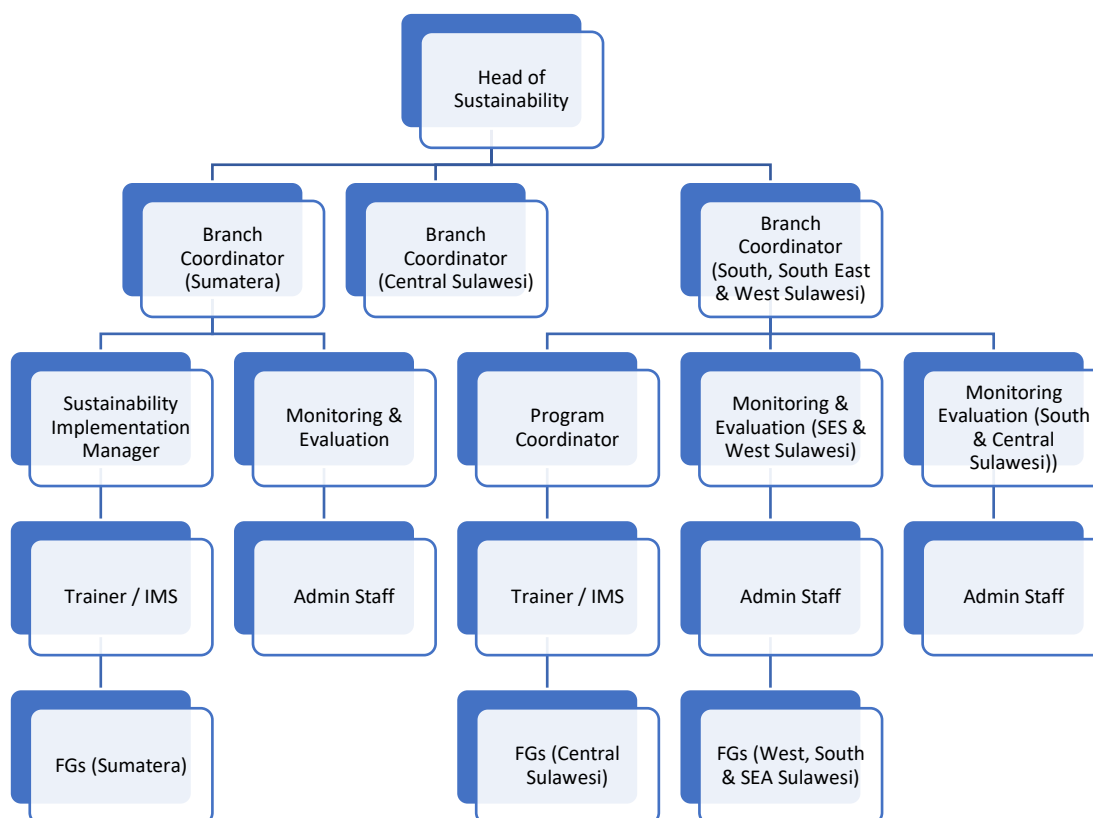 Head of
Sustainability
Branch
Coordinator
(Sumatera)
Branch
Coordinator
(Central Sulawesi)
Branch
Coordinator
(South, South East
& West Sulawesi)
Sustainability
Implementation
Manager
Monitoring &
Evaluation
Program
Coordinator
Monitoring &
Evaluation (SES &
West Sulawesi)
Monitoring
Evaluation (South
& Central
Sulawesi))
Trainer / IMS
Admin Staff
Trainer / IMS
Admin Staff
Admin Staff
FGs (Sumatera)
FGs (Central
Sulawesi)
FGs (West, South
& SEA Sulawesi)